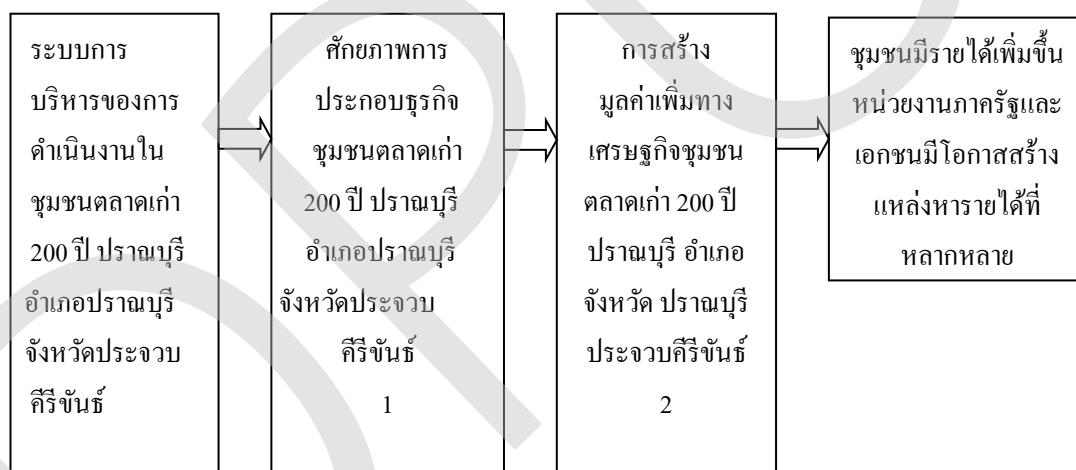 ระบบการ
บริหารของการ
ดำเนินงานใน
ชุมชนตลาดเก่า
200 ปี ปราณบุรี
อำเภอปราณบุรี
จังหวัดประจวบ
คีรีขันธ์
ศักยภาพการ
ประกอบธุรกิจ
ชุมชนตลาดเก่า
200 ปี ปราณบุรี
อำเภอปราณบุรี
จังหวัดประจวบ
คีรีขันธ์
1
การสร้าง
มูลค่าเพิ่มทาง
เศรษฐกิจชุมชน
ตลาดเก่า 200 ปี
ปราณบุรี อำเภอ
จังหวัด ปราณบุรี
ประจวบคีรีขันธ์
2
ชุมชนมีรายได้เพิ่มขึ้น
หน่วยงานภาครัฐและ
เอกชนมีโอกาสสร้าง
แหล่งหารายได้ที่
หลากหลาย